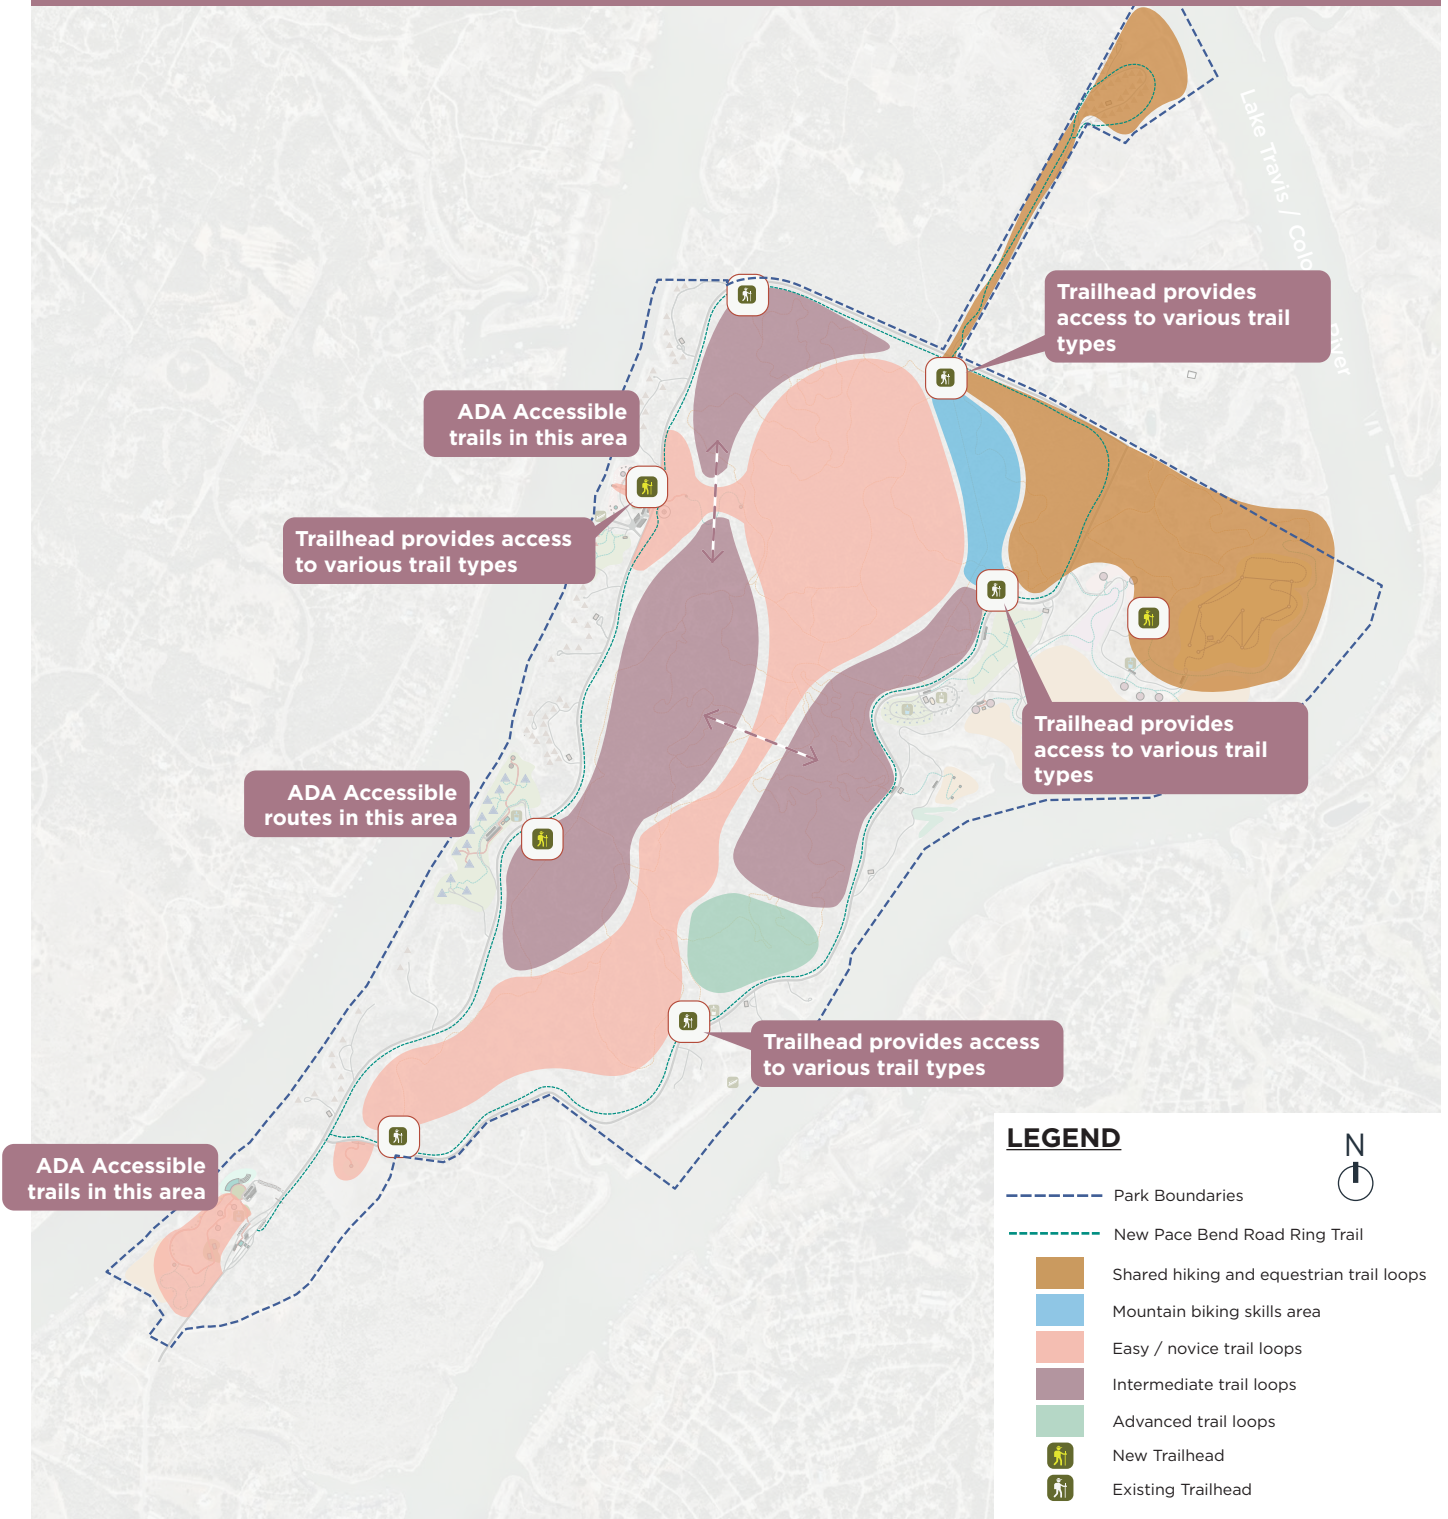 Lake Travis / Colo
River
Trailhead provides
access to various trail
types
ADA Accessible
trails in this area
Trailhead provides access
to various trail types
Trailhead provides
access to various trail
types
ADA Accessible
routes in this area
Trailhead provides access
to various trail types
ADA Accessible
trails in this area
LEGEND
N
Park Boundaries
New Pace Bend Road Ring Trail
Shared hiking and equestrian trail loops
Mountain biking skills area
Easy / novice trail loops
Intermediate trail loops
Advanced trail loops
New Trailhead
Existing Trailhead